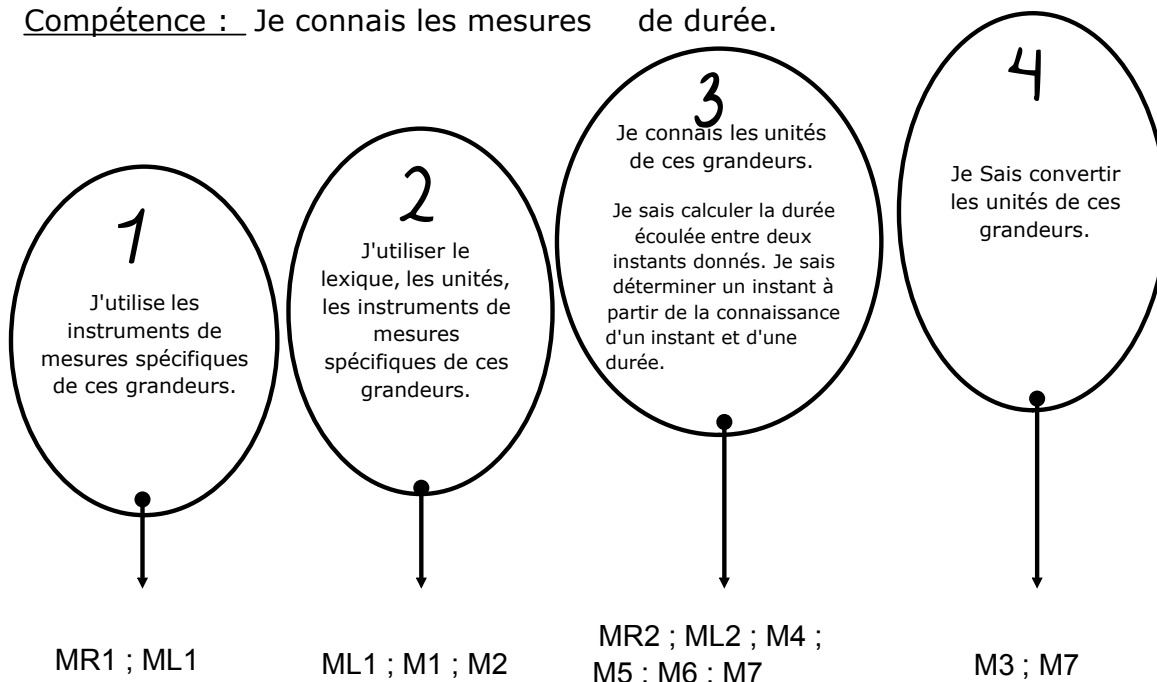 Compétence : Je connais les mesures de durée.
1
J'utilise les
instruments de
mesures spécifiques
de ces grandeurs.
MR1 ; ML1
2
J'utiliser le
lexique, les unités,
les instruments de
mesures
spécifiques de ces
grandeurs.
ML1 ; M1 ; M2
3
Je connais les unités
de ces grandeurs.
Je sais calculer la durée
écoulée entre deux
instants donnés. Je sais
déterminer un instant à
partir de la connaissance
d'un instant et d'une
durée.
MR2 ; ML2 ; M4 ;
M5 ; M6 ; M7
4
Je Sais convertir
les unités de ces
grandeurs.
M3 ; M7